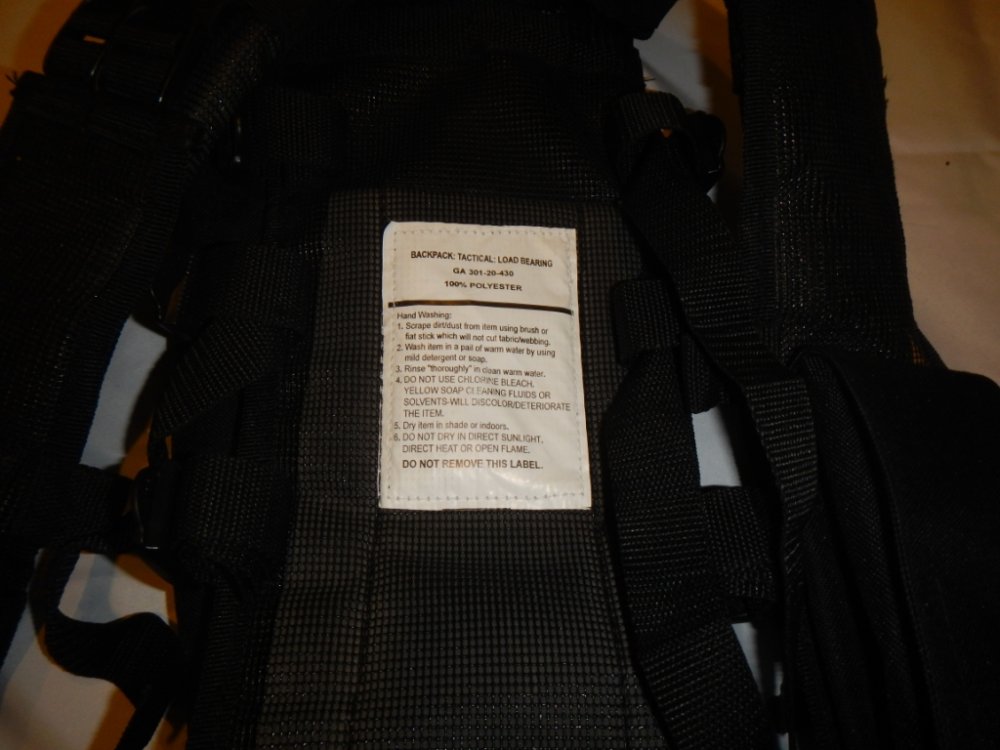 BACKPACK: TACTICAL: LOAD BEARING
GA 301-20-430
100% POLYESTER
Hand Washing:
1. Scrape dirt/dust from item using brush or
fiat stick which will not cut tabric/webbing.
2. Wash item in a pair of warm water by using
mild detergent or soap.
3. Rinse "thoroughly" in clean warm water.
4. DO NOT USE CHLORINE BLEACH,
YELLOW SOAP CLEANING FLUIDS OR
SOLVENTS-WILL DISCOLOR/DETERIORATE
THE ITEM.
5. Dry item in shade or indoors.
6. DO NOT DRY IN DIRECT SUNLIGHT,
DIRECT HEAT OR OPEN FLAME.
DO NOT REMOVE THIS LABEL.